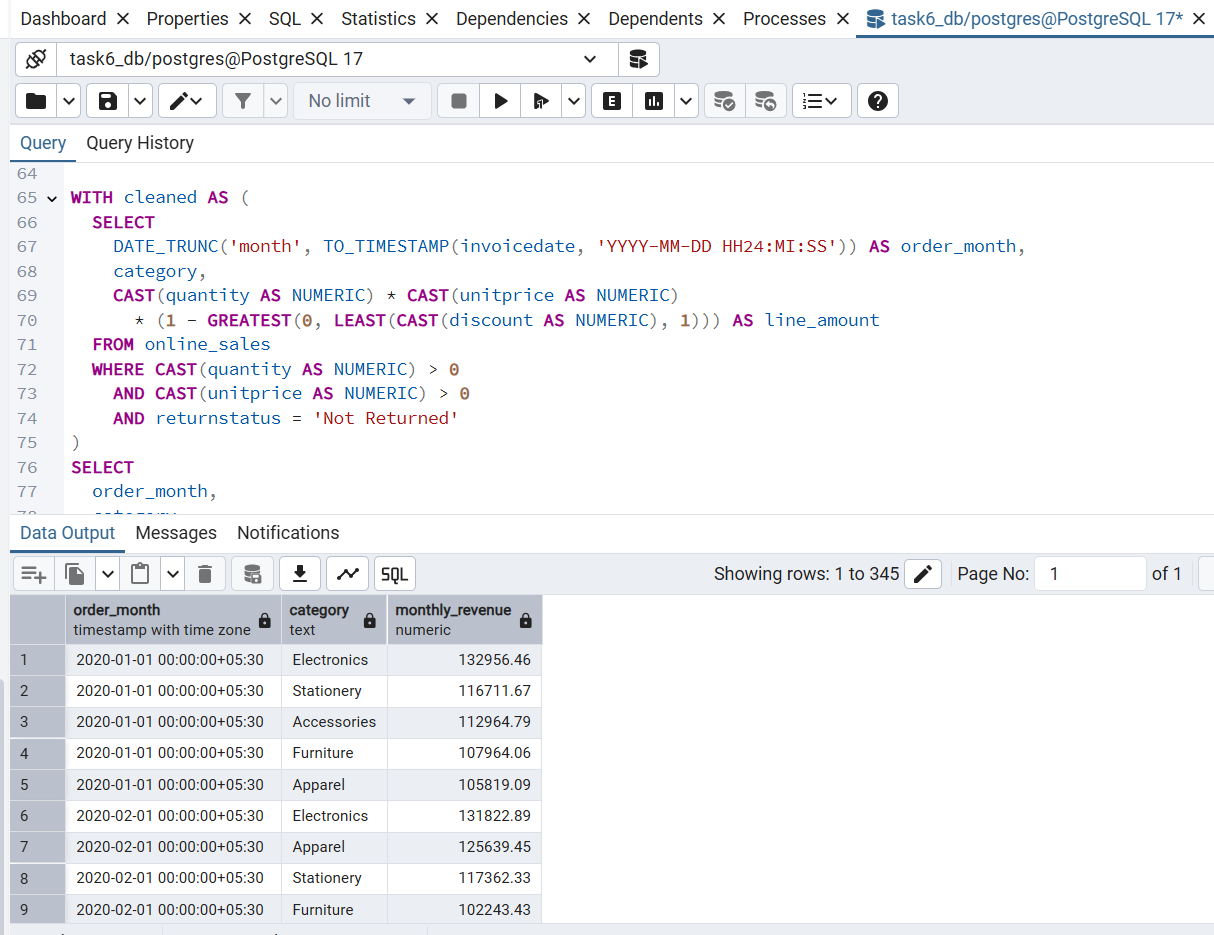 Dashboard Properties SQL Statistics Dependencies Dependents Processes task6_db/postgres@PostgreSQL 17*
task6_db/postgres@PostgreSQL 17
No limit E
Query Query History
64
65 WITH cleaned AS (
66 SELECT
67 DATE_TRUNC('month', TO_TIMESTAMP(invoicedate, 'YYYY-MM-DD HH24:MI:SS')) AS order_month,
68 category,
69 CAST(quantity AS NUMERIC) * CAST(unitprice AS NUMERIC)
70 * (1 - GREATEST(0, LEAST(CAST(discount AS NUMERIC), 1))) AS line_amount
71 FROM online_sales
72 WHERE CAST(quantity AS NUMERIC) > 0
73 AND CAST(unitprice AS NUMERIC) > 0
74 AND returnstatus = 'Not Returned'
75 )
76 SELECT
77 order_month,
Data Output Messages Notifications
SQL Showing rows: 1 to 345 Page No: 1 of 1
order_month category monthly_revenue
timestamp with time zone text numeric
1 2020-01-01 00:00:00+05:30 Electronics 132956.46
2 2020-01-01 00:00:00+05:30 Stationery 116711.67
3 2020-01-01 00:00:00+05:30 Accessories 112964.79
4 2020-01-01 00:00:00+05:30 Furniture 107964.06
5 2020-01-01 00:00:00+05:30 Apparel 105819.09
6 2020-02-01 00:00:00+05:30 Electronics 131822.89
7 2020-02-01 00:00:00+05:30 Apparel 125639.45
8 2020-02-01 00:00:00+05:30 Stationery 117362.33
9 2020-02-01 00:00:00+05:30 Furniture 102243.43